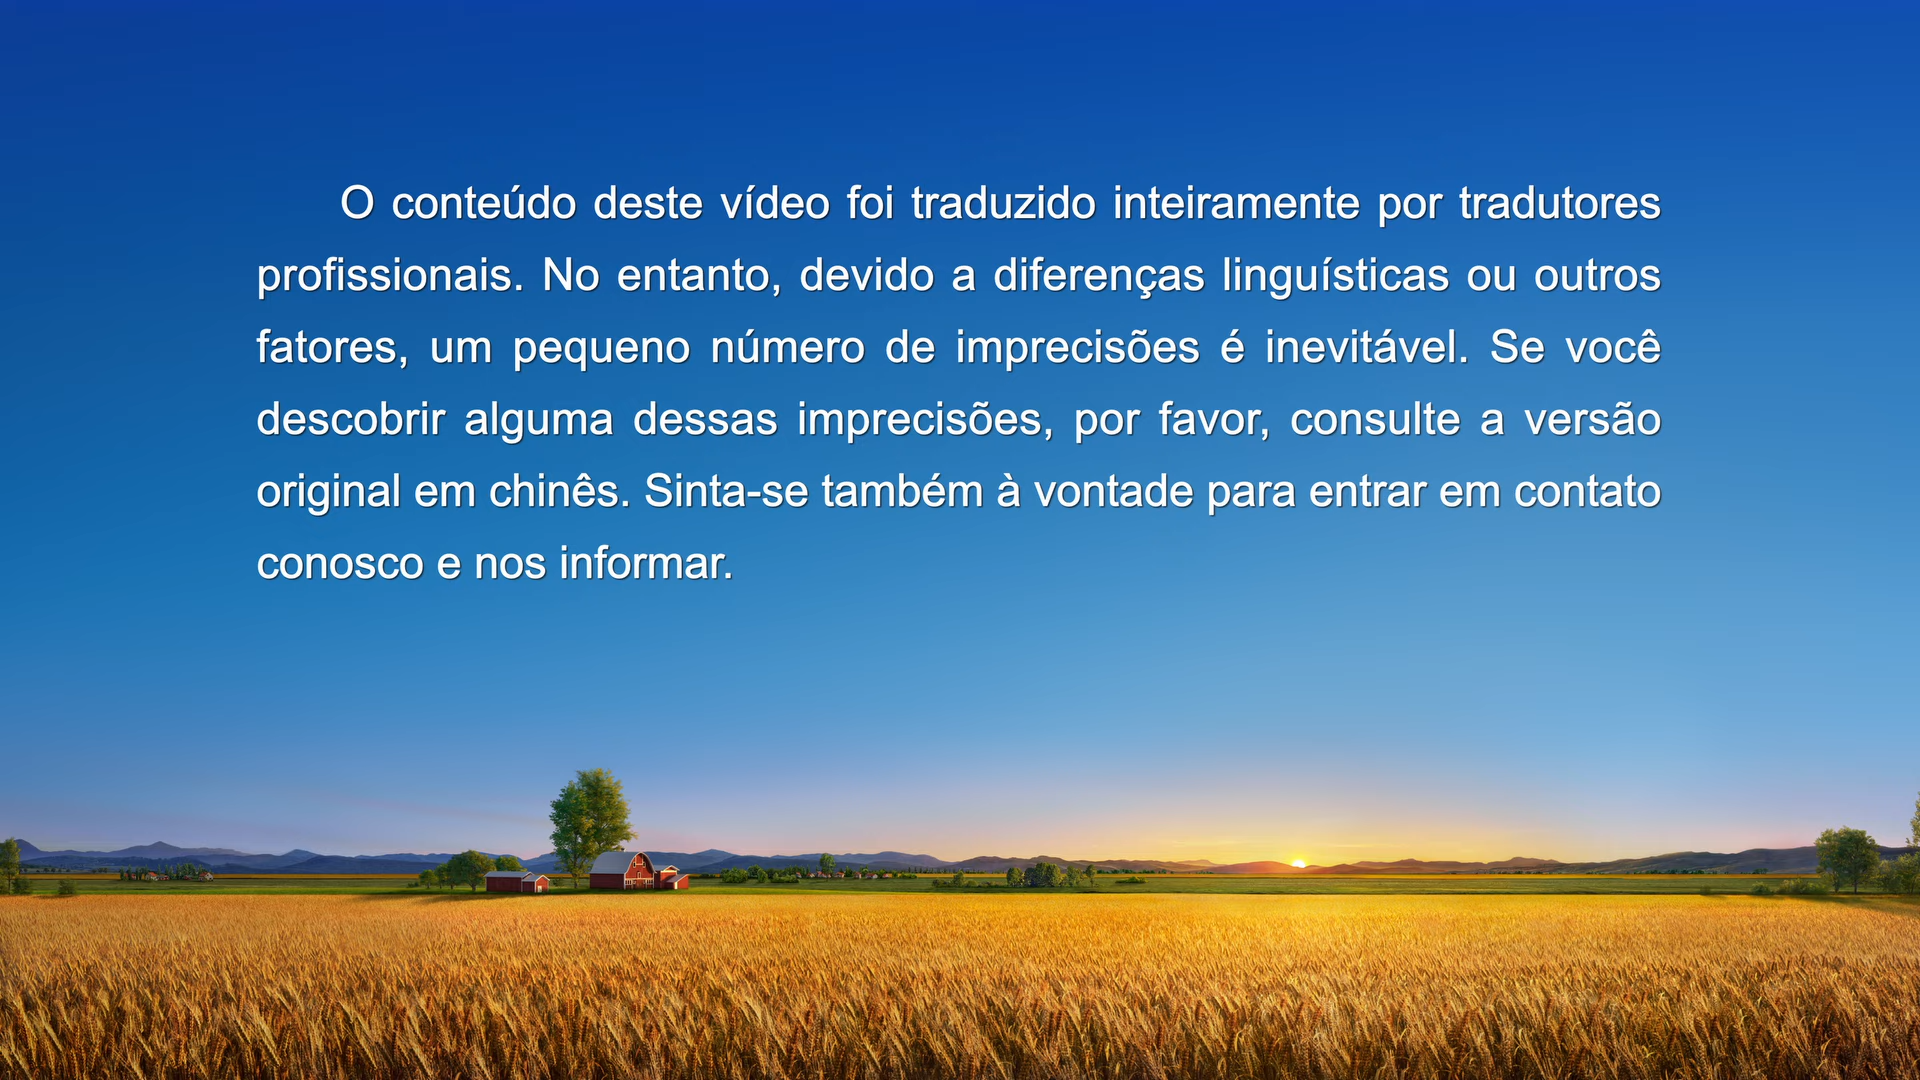 O conteúdo deste vídeo foi traduzido inteiramente por tradutores
profissionais. No entanto, devido a diferenças linguísticas ou outros
fatores, um pequeno número de imprecisões é inevitável. Se você
descobrir alguma dessas imprecisões, por favor, consulte a versão
original em chinês. Sinta-se também à vontade para entrar em contato
conosco e nos informar.